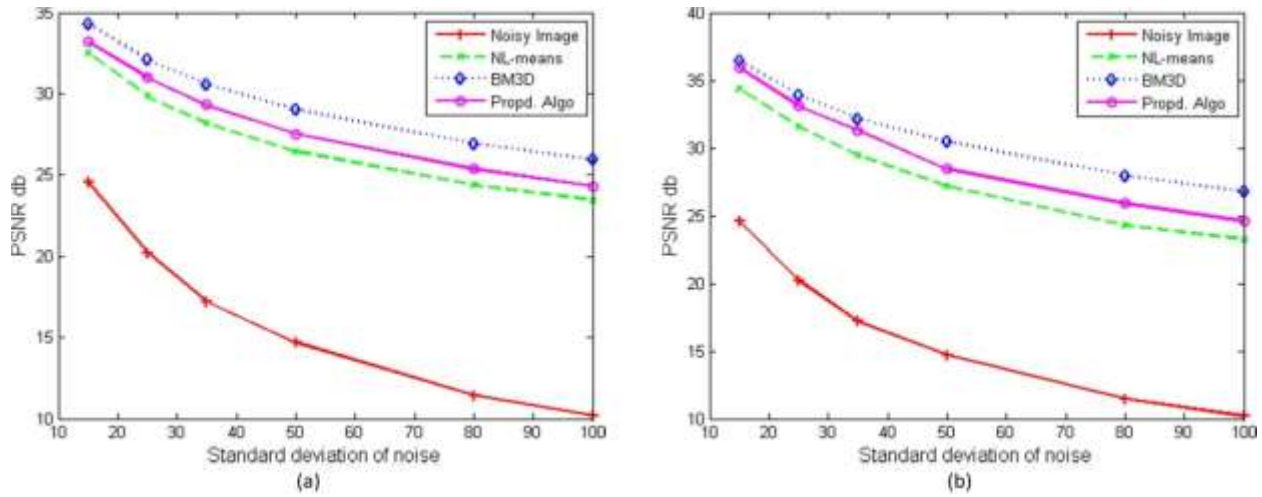 35
30
25
20
15
10
PSNR db
10 20 30 40 50 60 70 80 90 100
Standard deviation of noise
Noisy Image
NL-means
BM3D
Propd. Algo
(a)
40
35
30
25
20
15
10
PSNR db
10 20 30 40 50 60 70 80 90 100
Standard deviation of noise
Noisy Image
NL-means
BM3D
Propd. Algo
(b)